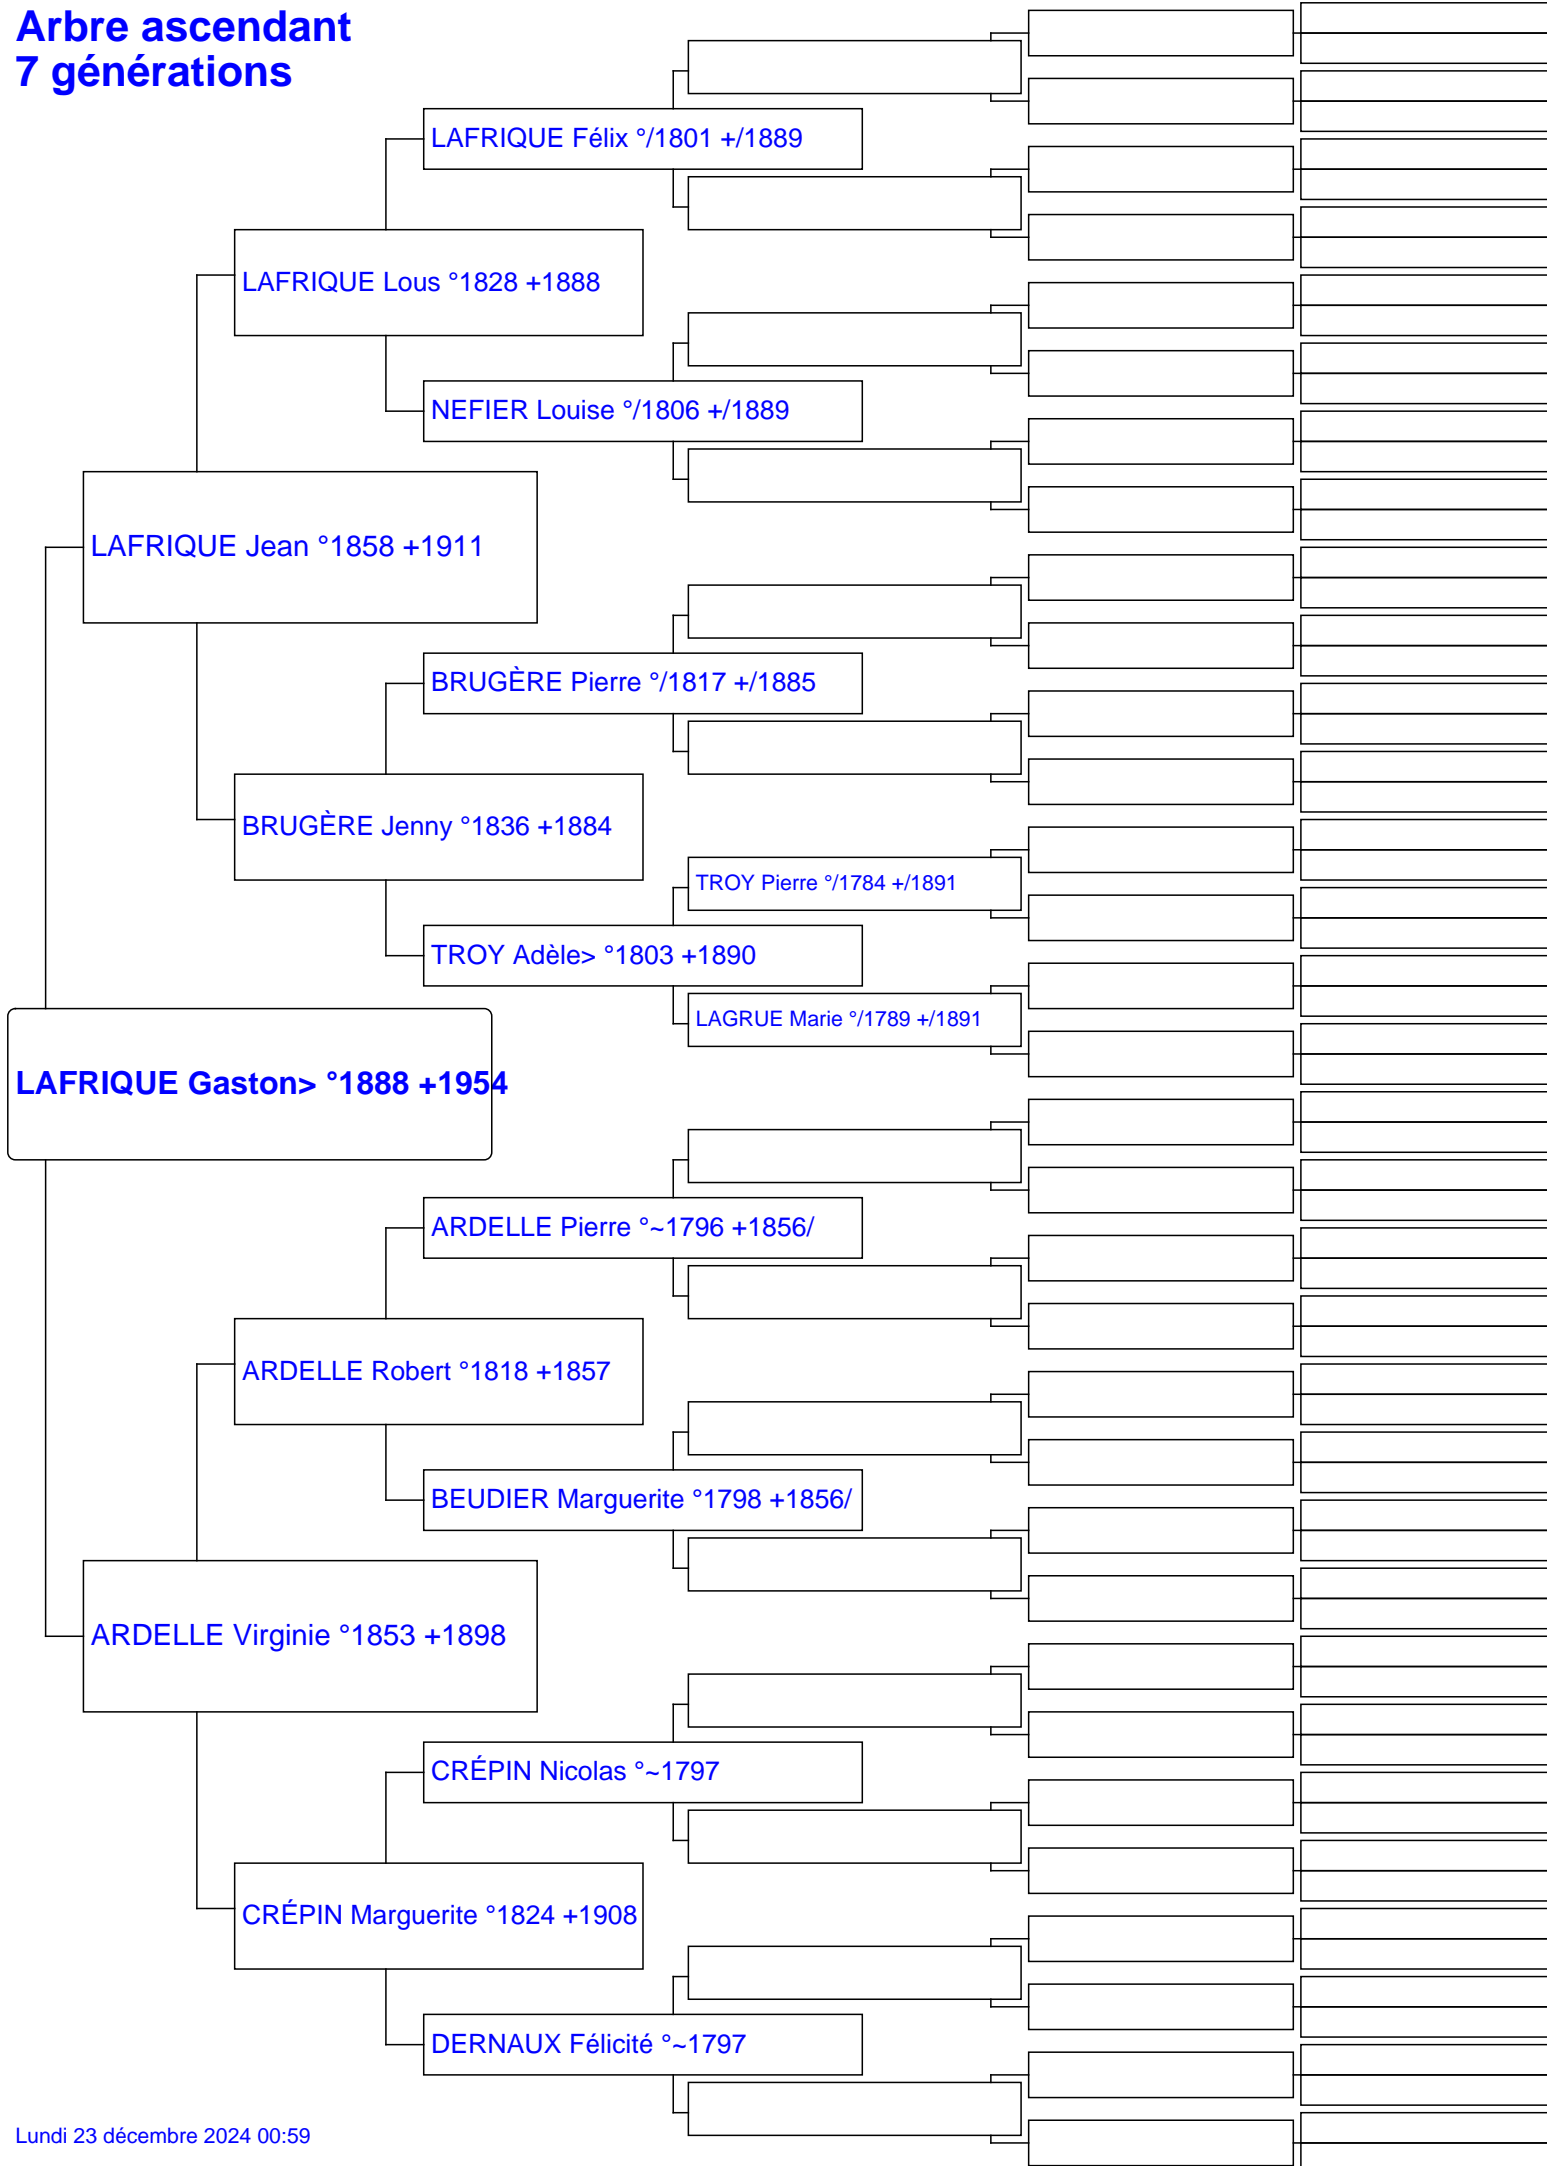 Arbre ascendant
7 générations
LAFRIQUE Félix °/1801 +/1889
LAFRIQUE Lous °1828 +1888
NEFIER Louise °/1806 +/1889
LAFRIQUE Jean °1858 +1911
BRUGÈRE Pierre °/1817 +/1885
BRUGÈRE Jenny °1836 +1884
TROY Pierre °/1784 +/1891
TROY Adèle> °1803 +1890
LAGRUE Marie °/1789 +/1891
LAFRIQUE Gaston> °1888 +1954
ARDELLE Pierre °~1796 +1856/
ARDELLE Robert °1818 +1857
BEUDIER Marguerite °1798 +1856/
ARDELLE Virginie °1853 +1898
CRÉPIN Nicolas °~1797
CRÉPIN Marguerite °1824 +1908
DERNAUX Félicité °~1797
Lundi 23 décembre 2024 00:59